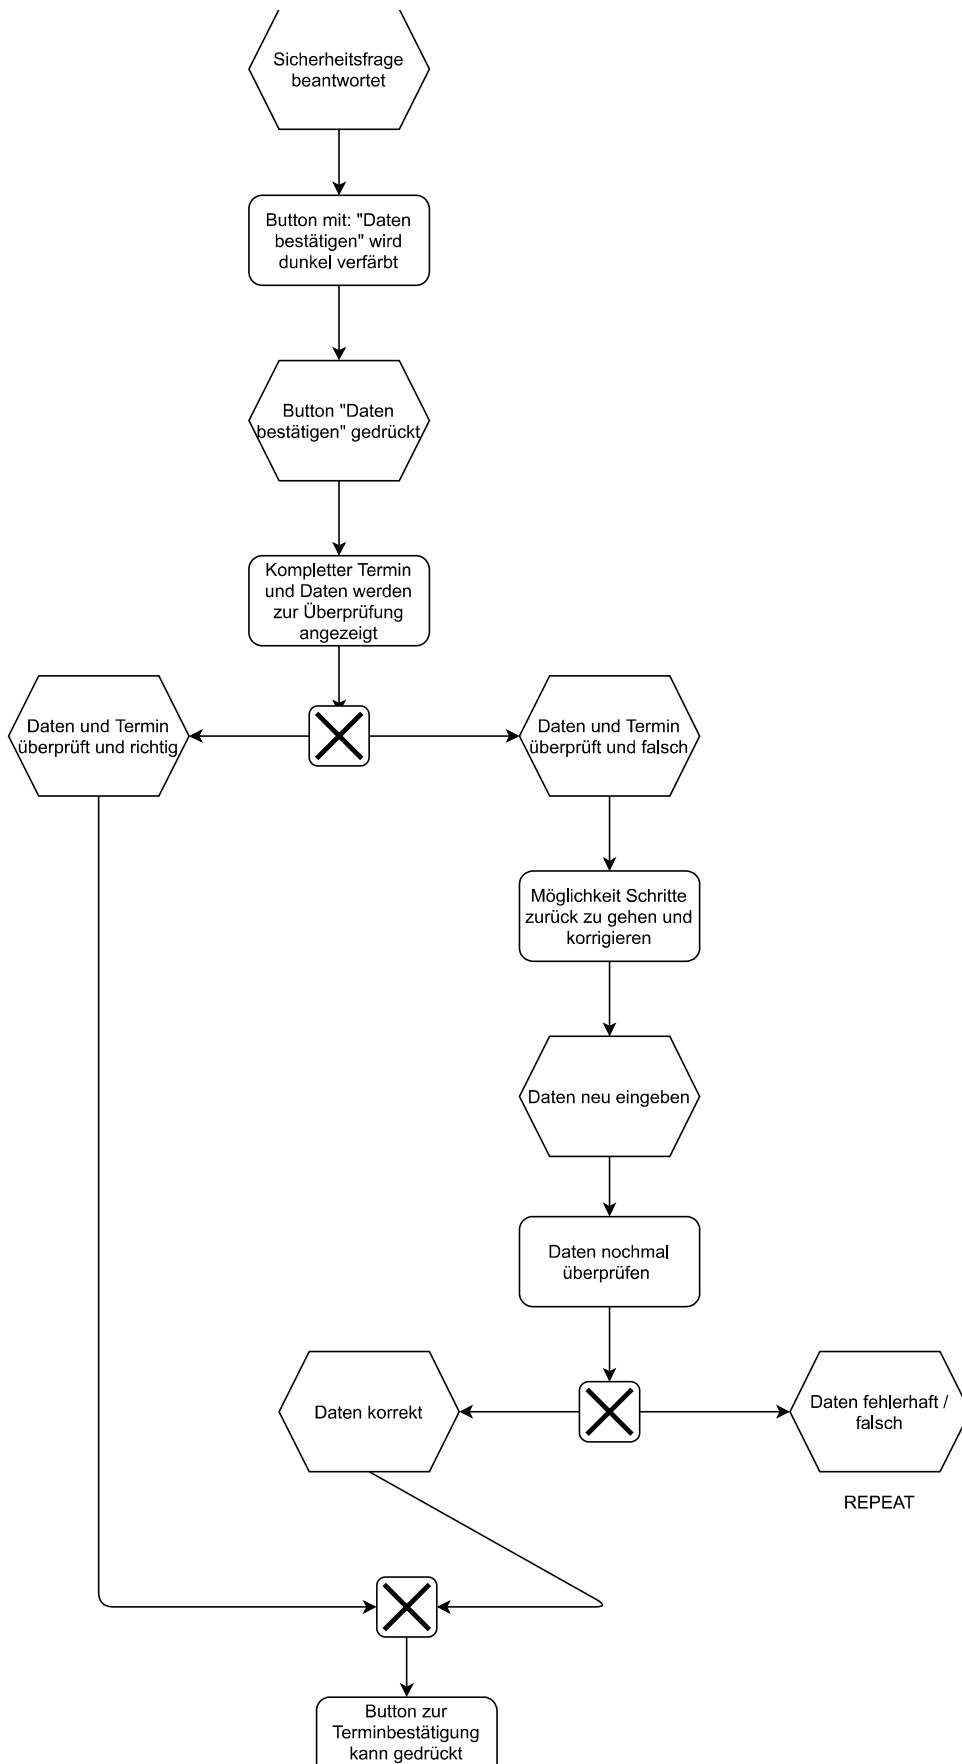 Sicherheitsfrage
beantwortet
Button mit: "Daten
bestätigen" wird
dunkel verfärbt
Button "Daten
bestätigen" gedrückt
Kompletter Termin
und Daten werden
zur Überprüfung
angezeigt
Daten und Termin
überprüft und richtig
Daten und Termin
überprüft und falsch
Möglichkeit Schritte
zurück zu gehen und
korrigieren
Daten neu eingeben
Daten nochmal
überprüfen
Daten korrekt
Daten fehlerhaft /
falsch
REPEAT
Button zur
Terminbestätigung
kann gedrückt